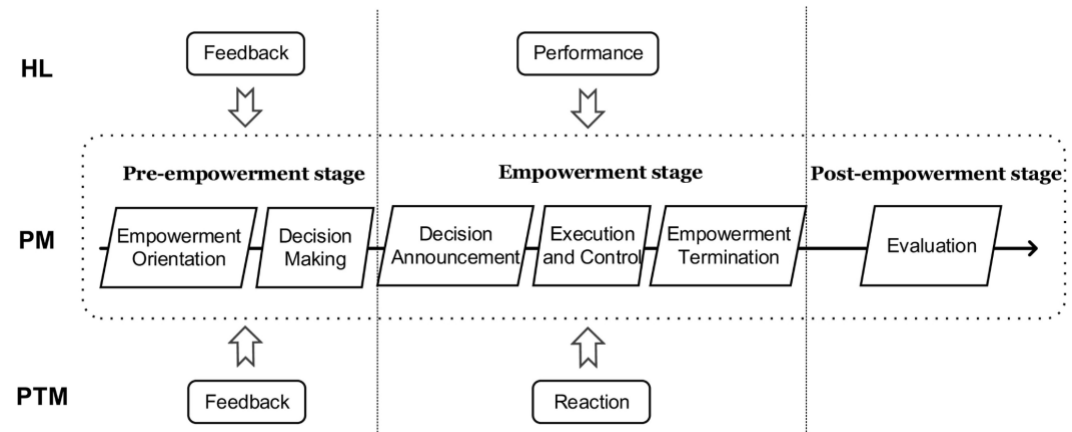 HL
Feedback
Performance
Pre-empowerment stage
Empowerment stage
Post-empowerment stage
PM
Empowerment
Orientation
Decision
Making
Decision
Announcement
Execution
and Control
Empowerment
Termination
Evaluation
PTM
Feedback
Reaction